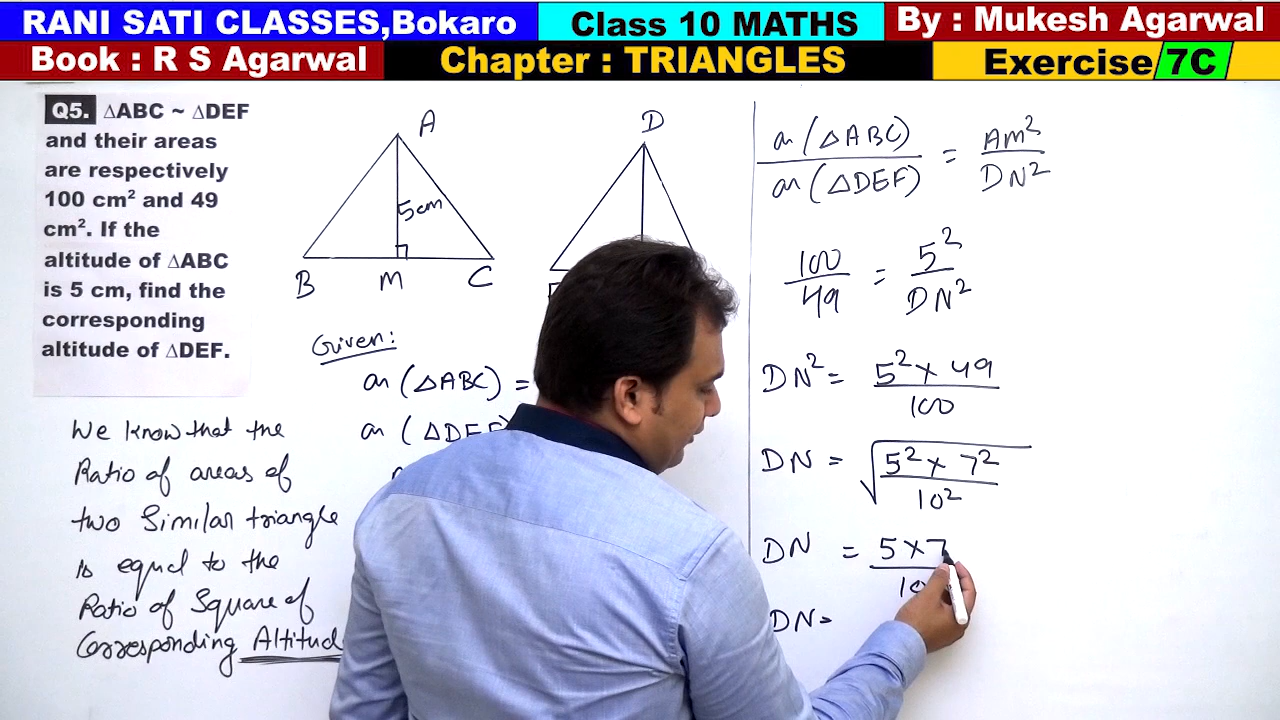 RANI SATI CLASSES,Bokaro
Class 10 MATHS
By : Mukesh Agarwal
Book : R S Agarwal
Chapter : TRIANGLES
Exercise 7C
Q5. ∆ABC ~ ∆DEF
and their areas
are respectively
100 cm² and 49
cm². If the
altitude of ∆ABC
is 5 cm, find the
corresponding
altitude of ∆DEF.
A
5cm
B M C
D
Given:
ar (∆ABC) =
ar (∆DEF)
We know that the
Ratio of areas of
two Similar triangle
is equal to the
Ratio of Square of
Corresponding Altitud
ar (∆ABC) / ar (∆DEF) = AM² / DN²
100 / 49 = 5² / DN²
DN² = 5² × 49 / 100
DN = √(5² × 7² / 10²)
DN = 5 × 7 / 10
DN =